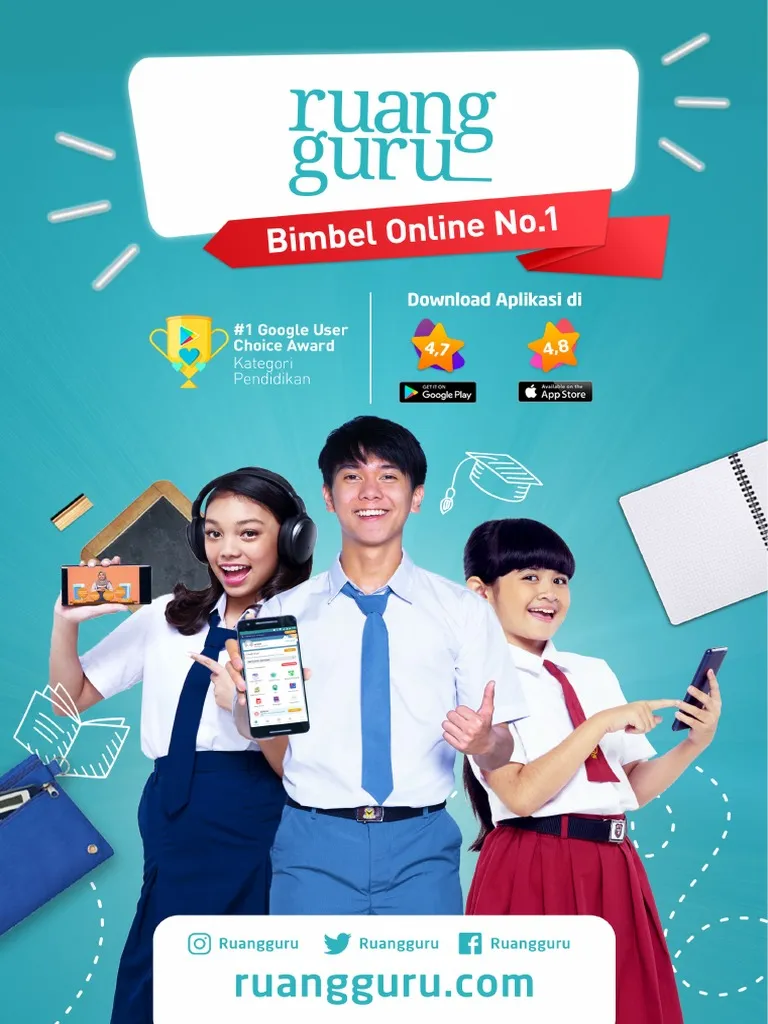 ruang
guru
Bimbel Online No.1
#1 Google User
Choice Award
Kategori
Pendidikan
Download Aplikasi di
4,7
4,8
GET IT ON
Google Play
Available on the
App Store
Ruangguru
Ruangguru
Ruangguru
ruangguru.com